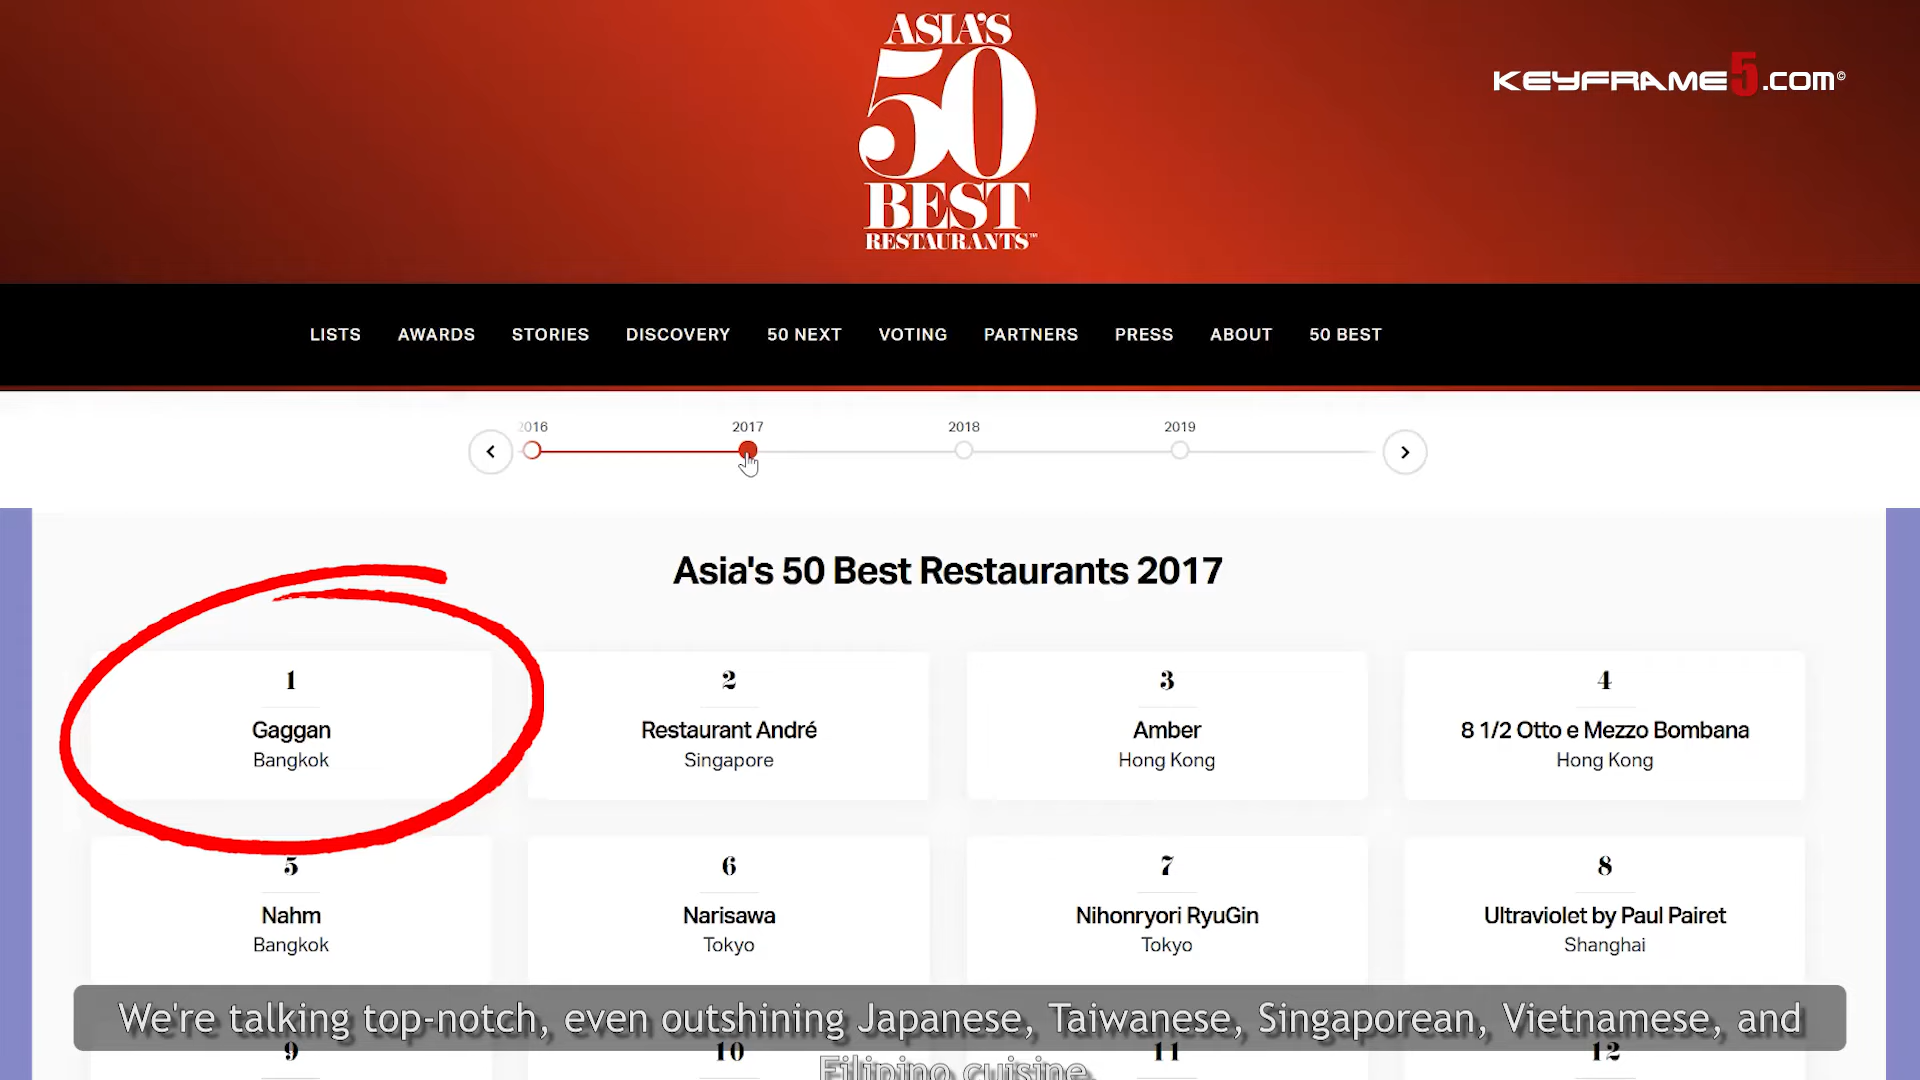 ASIA'S
50
BEST
RESTAURANTS™
KEYFRAME5.COM©
LISTS AWARDS STORIES DISCOVERY 50 NEXT VOTING PARTNERS PRESS ABOUT 50 BEST
2016 2017 2018 2019
Asia's 50 Best Restaurants 2017
1 2 3 4
Gaggan Restaurant André Amber 8 1/2 Otto e Mezzo Bombana
Bangkok Singapore Hong Kong Hong Kong
5 6 7 8
Nahm Narisawa Nihonryori RyuGin Ultraviolet by Paul Pairet
Bangkok Tokyo Tokyo Shanghai
We're talking top-notch, even outshining Japanese, Taiwanese, Singaporean, Vietnamese, and
9 10 11 12
Filipino cuisine.